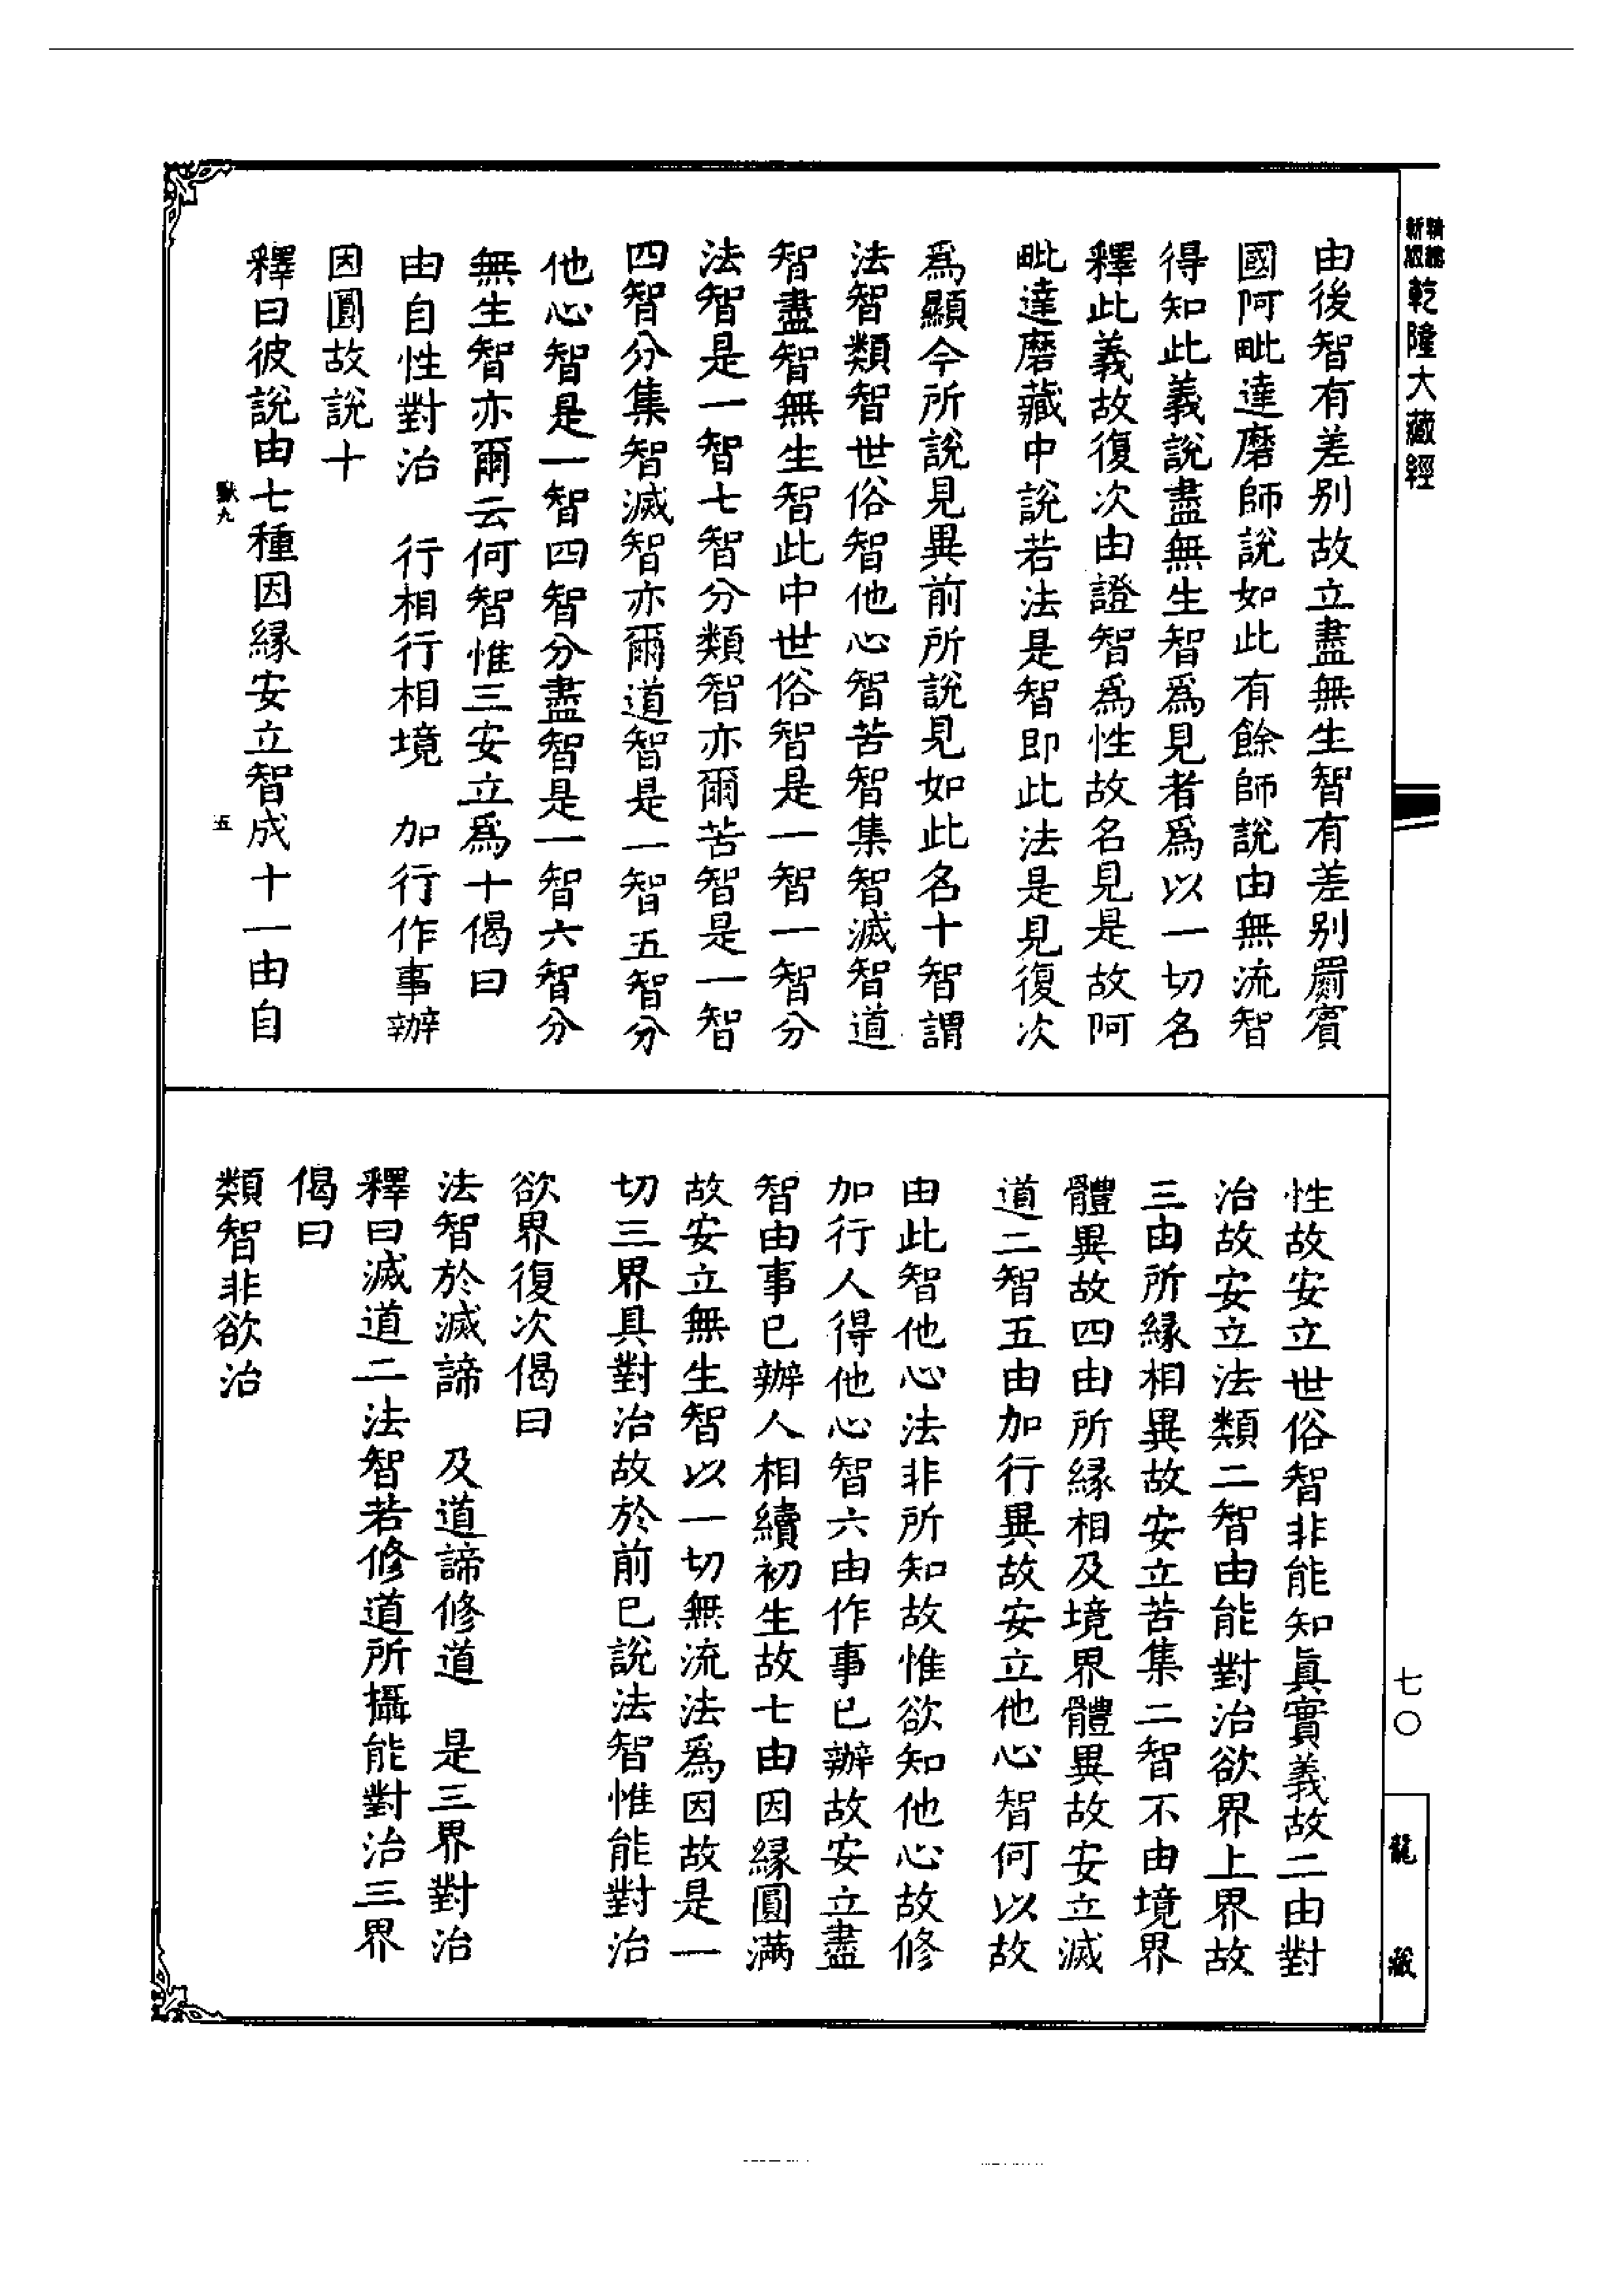 新編縮版
乾隆大藏經
由後智有差别故立盡無生智有差别罽賓
國阿毗達磨師說如此有餘師說由無流智
得知此義說盡無生智爲見者爲以一切名
釋此義故復次由證智爲性故名見是故阿
毗達磨藏中說若法是智即此法是見復次
爲顯今所說見異前所說見如此名十智謂
法智類智世俗智他心智苦智集智滅智道
智盡智無生智此中世俗智是一智一智分
法智是一智七智分類智亦爾苦智是一智
四智分集智滅智亦爾道智是一智五智分
他心智是一智四智分盡智是一智六智分
無生智亦爾云何智惟三安立爲十偈曰
由自性對治　行相行相境　加行作事辦
因圓故說十
釋曰彼說由七種因緣安立智成十一由自
九
五
性故安立世俗智非能知眞實義故二由對
治故安立法類二智由能對治欲界上界故
三由所緣相異故安立苦集二智不由境界
體異故四由所緣相及境界體異故安立滅
道二智五由加行異故安立他心智何以故
由此智他心法非所知故惟欲知他心故修
加行人得他心智六由作事已辦故安立盡
智由事已辦人相續初生故七由因緣圓滿
故安立無生智以一切無流法爲因故是一
切三界具對治故於前已說法智惟能對治
欲界復次偈曰
法智於滅諦　及道諦修道　是三界對治
釋曰滅道二法智若修道所攝能對治三界
偈曰
類智非欲治
七〇
龍藏